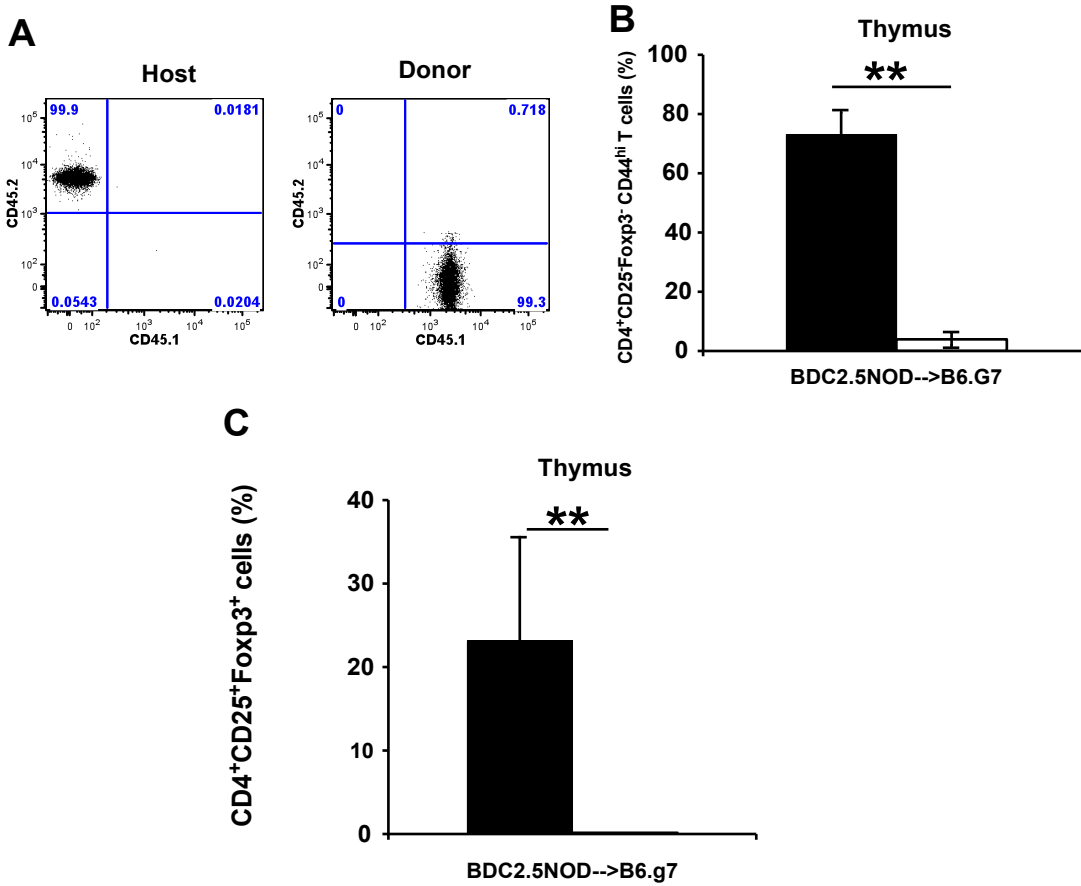 A
Host
Donor
99.9
0.0181
0.0543
0.0204
CD45.2
10⁵
10⁴
10³
10²
0
0 10² 10³ 10⁴ 10⁵
CD45.1
0
0.718
0
99.3
CD45.2
10⁵
10⁴
10³
10²
0
0 10² 10³ 10⁴ 10⁵
CD45.1
B
Thymus
**
CD4⁺CD25⁻Foxp3⁻ CD44ʰⁱ T cells (%)
100
80
60
40
20
0
BDC2.5NOD-->B6.G7
C
Thymus
**
CD4⁺CD25⁺Foxp3⁺ cells (%)
40
30
20
10
0
BDC2.5NOD-->B6.g7